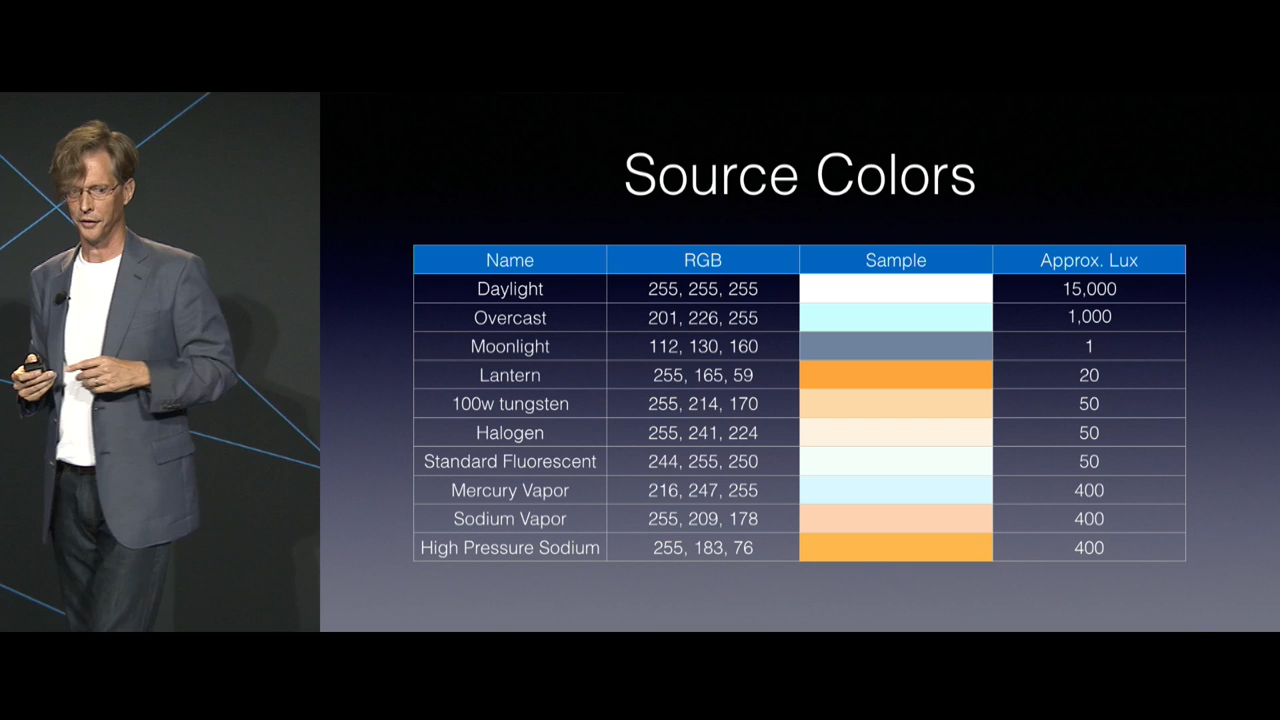 Source Colors
Name RGB Sample Approx. Lux
Daylight 255, 255, 255 15,000
Overcast 201, 226, 255 1,000
Moonlight 112, 130, 160 1
Lantern 255, 165, 59 20
100w tungsten 255, 214, 170 50
Halogen 255, 241, 224 50
Standard Fluorescent 244, 255, 250 50
Mercury Vapor 216, 247, 255 400
Sodium Vapor 255, 209, 178 400
High Pressure Sodium 255, 183, 76 400